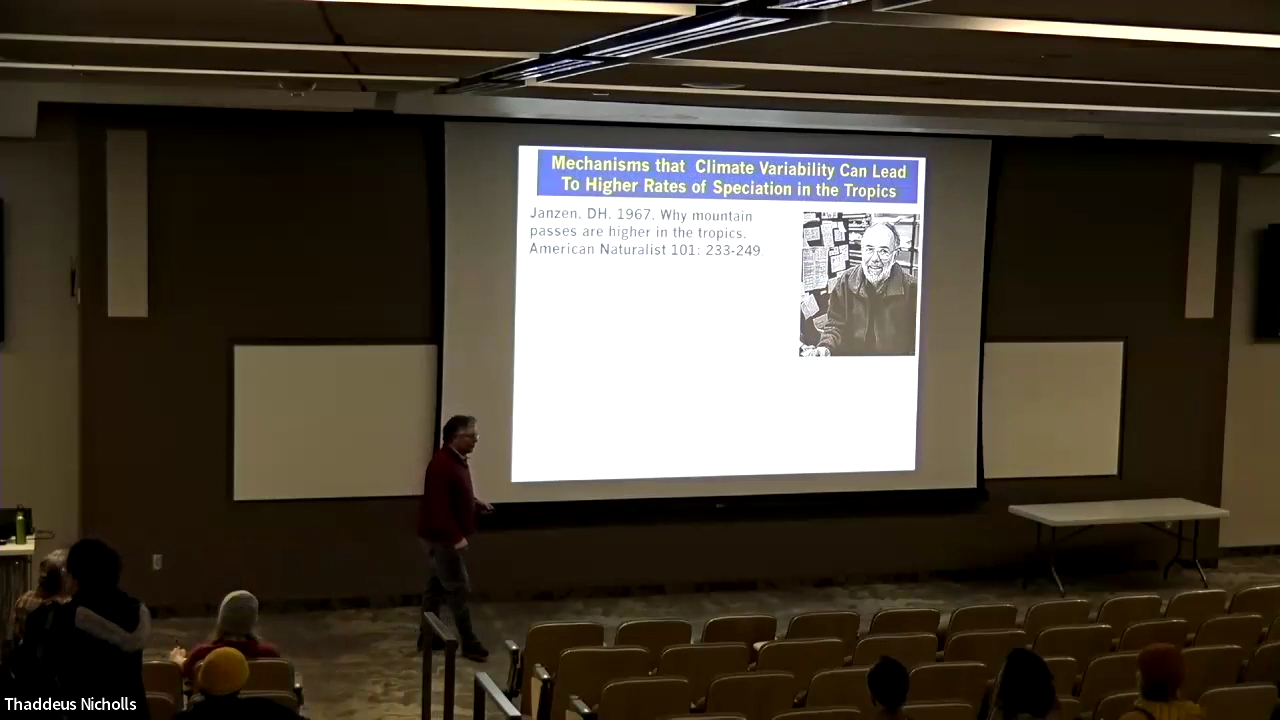 Mechanisms that Climate Variability Can Lead
To Higher Rates of Speciation in the Tropics
Janzen, DH. 1967. Why mountain
passes are higher in the tropics.
American Naturalist 101: 233-249
Thaddeus Nicholls